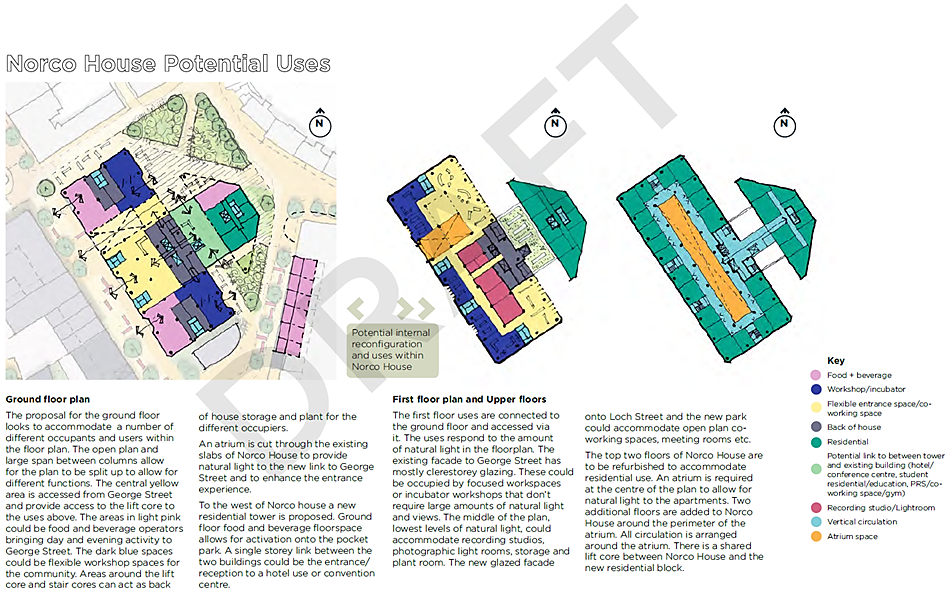 Norco House Potential Uses
DRAFT
N
N
N
Potential internal
reconfiguration
and uses within
Norco House
Key
Food + beverage
Workshop/incubator
Flexible entrance space/co-
working space
Back of house
Residential
Potential link to between tower
and existing building (hotel/
conference centre, student
residential/education, PRS/co-
working space/gym)
Recording studio/Lightroom
Vertical circulation
Atrium space
Ground floor plan
The proposal for the ground floor
looks to accommodate a number of
different occupants and users within
the floor plan. The open plan and
large span between columns allow
for the plan to be split up to allow for
different functions. The central yellow
area is accessed from George Street
and provide access to the lift core to
the uses above. The areas in light pink
could be food and beverage operators
bringing day and evening activity to
George Street. The dark blue spaces
could be flexible workshop spaces for
the community. Areas around the lift
core and stair cores can act as back
of house storage and plant for the
different occupiers.
An atrium is cut through the existing
slabs of Norco House to provide
natural light to the new link to George
Street and to enhance the entrance
experience.
To the west of Norco house a new
residential tower is proposed. Ground
floor food and beverage floorspace
allows for activation onto the pocket
park. A single storey link between the
two buildings could be the entrance/
reception to a hotel use or convention
centre.
First floor plan and Upper floors
The first floor uses are connected to
the ground floor and accessed via
it. The uses respond to the amount
of natural light in the floorplan. The
existing facade to George Street has
mostly clerestorey glazing. These could
be occupied by focused workspaces
or incubator workshops that don't
require large amounts of natural light
and views. The middle of the plan,
lowest levels of natural light, could
accommodate recording studios,
photographic light rooms, storage and
plant room. The new glazed facade
onto Loch Street and the new park
could accommodate open plan co-
working spaces, meeting rooms etc.
The top two floors of Norco House are
to be refurbished to accommodate
residential use. An atrium is required
at the centre of the plan to allow for
natural light to the apartments. Two
additional floors are added to Norco
House around the perimeter of the
atrium. All circulation is arranged
around the atrium. There is a shared
lift core between Norco House and the
new residential block.